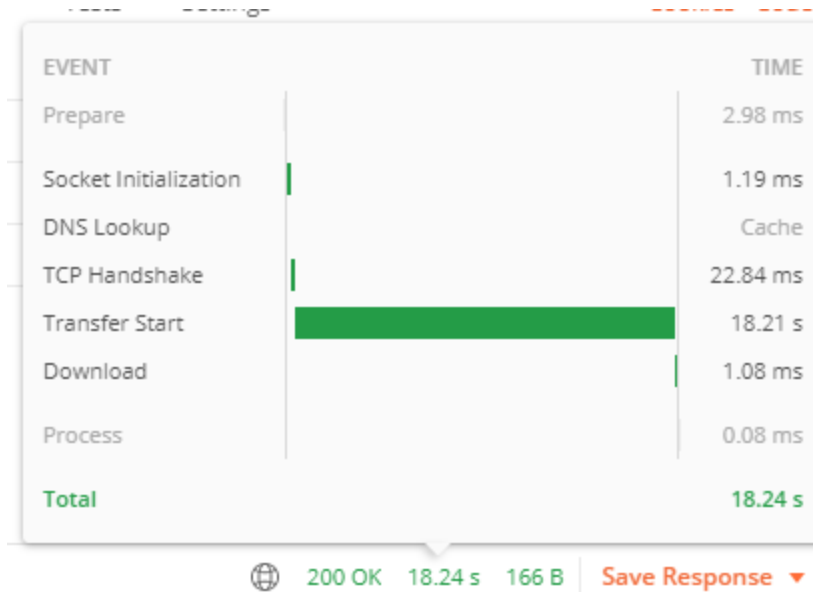 EVENT TIME
Prepare 2.98 ms
Socket Initialization 1.19 ms
DNS Lookup Cache
TCP Handshake 22.84 ms
Transfer Start 18.21 s
Download 1.08 ms
Process 0.08 ms
Total 18.24 s
200 OK 18.24 s 166 B Save Response